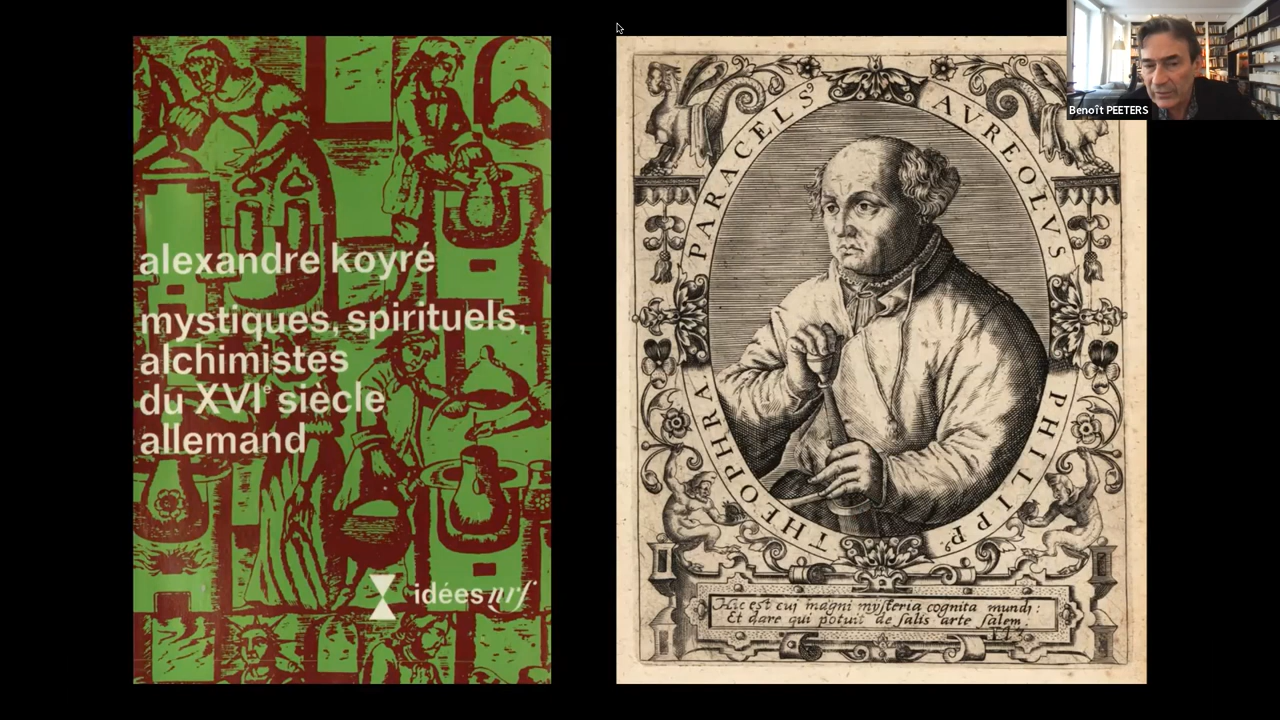 alexandre koyré
mystiques, spirituels,
alchimistes
du XVIe siècle
allemand
idées nrf
AVREOLVS PHILIPP THEOPHRA PARACELS
Hic est cui magni mysteria cognita mundi:
Et dare qui potuit de salis arte salem.
Benoît PEETERS